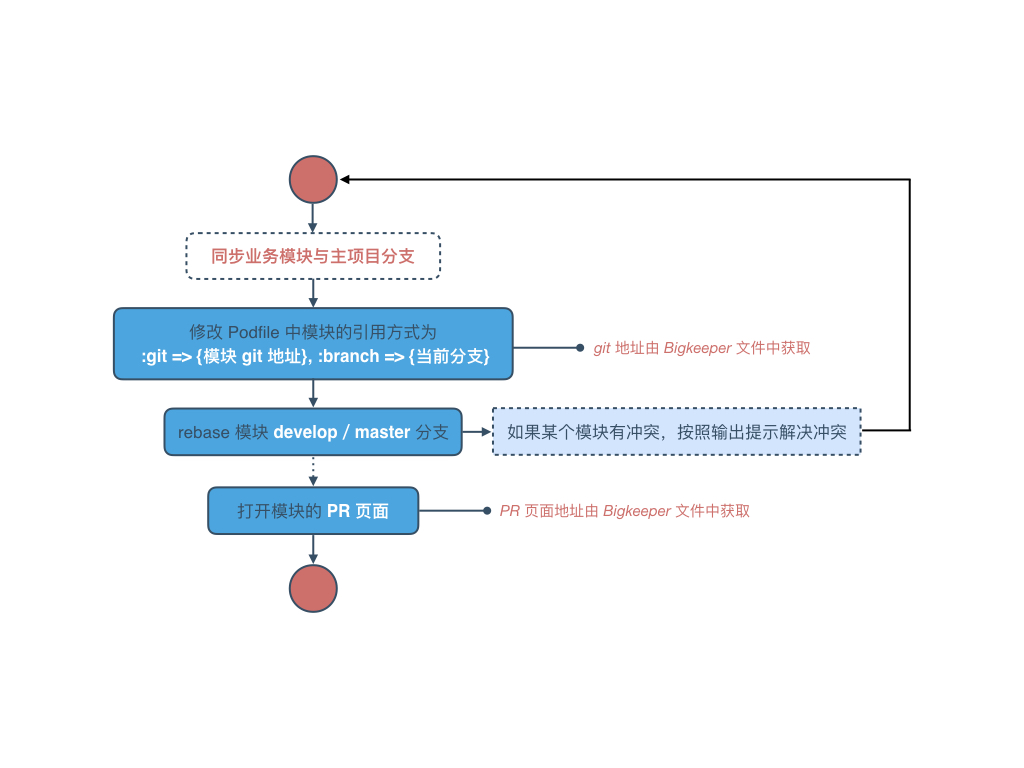 同步业务模块与主项目分支
修改 Podfile 中模块的引用方式为
:git => {模块 git 地址}, :branch => {当前分支}
git 地址由 Bigkeeper 文件中获取
rebase 模块 develop / master 分支
如果某个模块有冲突，按照输出提示解决冲突
打开模块的 PR 页面
PR 页面地址由 Bigkeeper 文件中获取